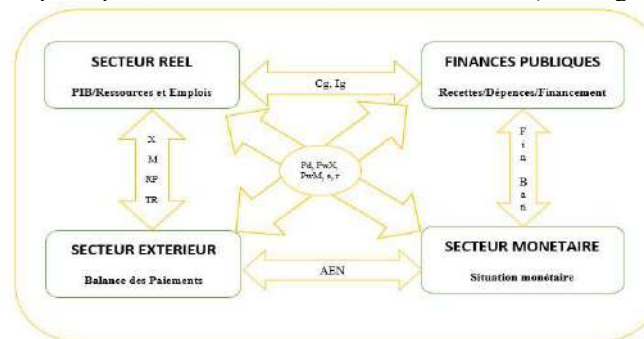 SECTEUR REEL
PIB/Ressources et Emplois
FINANCES PUBLIQUES
Recettes/Dépences/Financement
Cg, Ig
X
M
RP
TR
Pd, PwX,
PwM, e, r
F
i
n
B
a
n
SECTEUR EXTERIEUR
Balance des Paiements
AEN
SECTEUR MONETAIRE
Situation monétaire